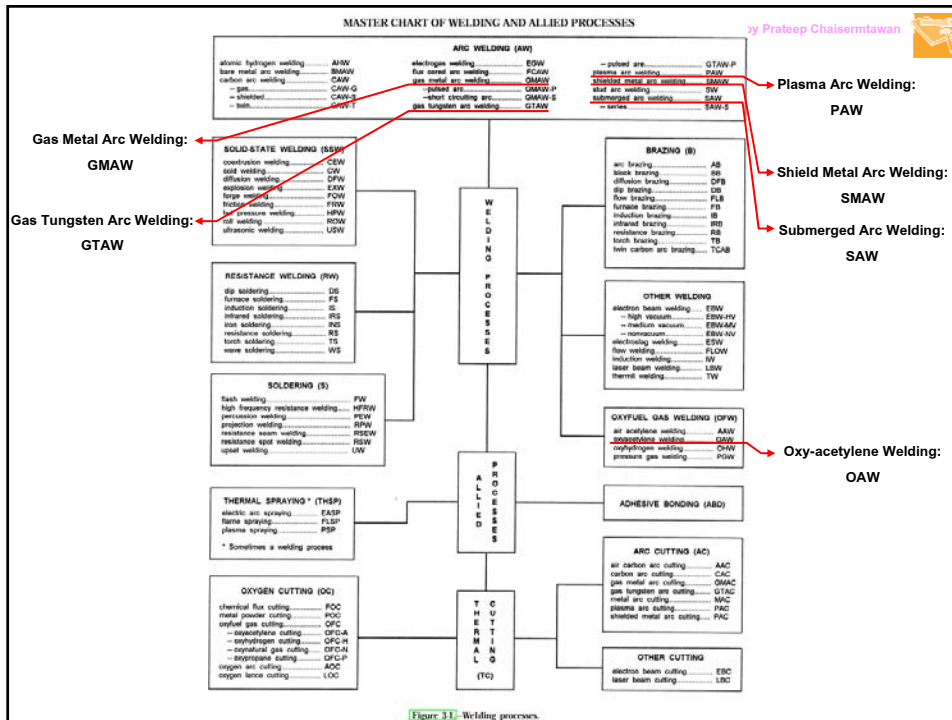 MASTER CHART OF WELDING AND ALLIED PROCESSES
by Prateep Chaisermtawan
ARC WELDING (AW)
atomic hydrogen welding AHW
bare metal arc welding BMAW
carbon arc welding CAW
– gas CAW-G
– shielded CAW-S
– twin CAW-T
electrogas welding EGW
flux cored arc welding FCAW
gas metal arc welding GMAW
–pulsed arc GMAW-P
–short circuiting arc GMAW-S
gas tungsten arc welding GTAW
– pulsed arc GTAW-P
plasma arc welding PAW
shielded metal arc welding SMAW
stud arc welding SW
submerged arc welding SAW
– series SAW-S
Plasma Arc Welding:
PAW
Gas Metal Arc Welding:
GMAW
Gas Tungsten Arc Welding:
GTAW
Shield Metal Arc Welding:
SMAW
Submerged Arc Welding:
SAW
SOLID-STATE WELDING (SSW)
coextrusion welding CEW
cold welding CW
diffusion welding DFW
explosion welding EXW
forge welding FOW
friction welding FRW
hot pressure welding HPW
roll welding ROW
ultrasonic welding USW
WELDING PROCESSES
BRAZING (B)
arc brazing AB
block brazing BB
diffusion brazing DFB
dip brazing DB
flow brazing FLB
furnace brazing FB
induction brazing IB
infrared brazing IRB
resistance brazing RB
torch brazing TB
twin carbon arc brazing TCAB
RESISTANCE WELDING (RW)
dip soldering DS
furnace soldering FS
induction soldering IS
infrared soldering IRS
iron soldering INS
resistance soldering RS
torch soldering TS
wave soldering WS
OTHER WELDING
electron beam welding EBW
– high vacuum EBW-HV
– medium vacuum EBW-MV
– nonvacuum EBW-NV
electroslag welding ESW
flow welding FLOW
induction welding IW
laser beam welding LBW
thermit welding TW
SOLDERING (S)
flash welding FW
high frequency resistance welding HFRW
percussion welding PEW
projection welding RPW
resistance seam welding RSEW
resistance spot welding RSW
upset welding UW
OXYFUEL GAS WELDING (OFW)
air acetylene welding AAW
oxyacetylene welding OAW
oxyhydrogen welding OHW
pressure gas welding PGW
Oxy-acetylene Welding:
OAW
ALLIED PROCESSES
THERMAL SPRAYING * (THSP)
electric arc spraying EASP
flame spraying FLSP
plasma spraying PSP
* Sometimes a welding process
ADHESIVE BONDING (ABD)
OXYGEN CUTTING (OC)
chemical flux cutting FOC
metal powder cutting POC
oxyfuel gas cutting OFC
– oxyacetylene cutting OFC-A
– oxyhydrogen cutting OFC-H
– oxynatural gas cutting OFC-N
– oxypropane cutting OFC-P
oxygen arc cutting AOC
oxygen lance cutting LOC
THERMAL CUTTING
(TC)
ARC CUTTING (AC)
air carbon arc cutting AAC
carbon arc cutting CAC
gas metal arc cutting GMAC
gas tungsten arc cutting GTAC
metal arc cutting MAC
plasma arc cutting PAC
shielded metal arc cutting PAC
OTHER CUTTING
electron beam cutting EBC
laser beam cutting LBC
Figure 3-1.–Welding processes.